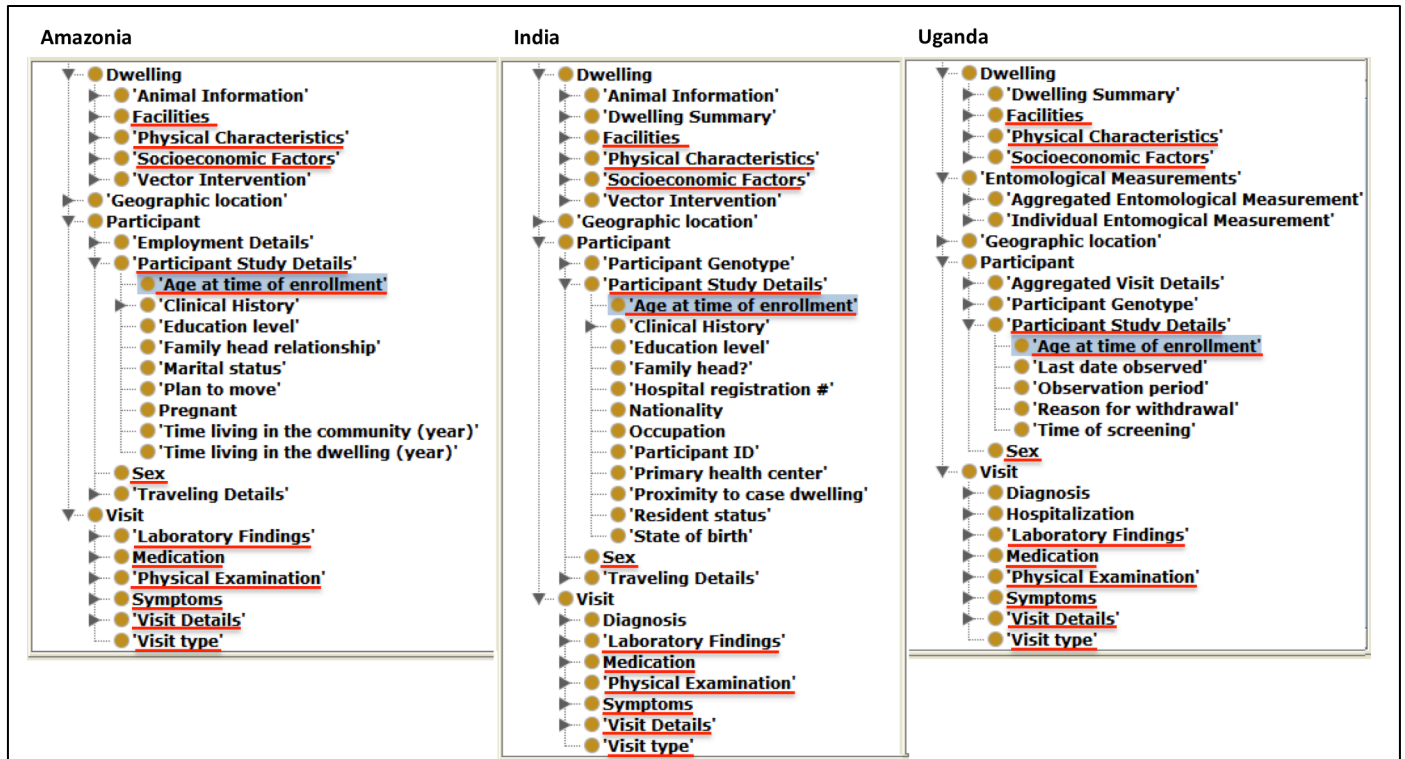 Amazonia
Dwelling
'Animal Information'
Facilities
'Physical Characteristics'
'Socioeconomic Factors'
'Vector Intervention'
'Geographic location'
Participant
'Employment Details'
'Participant Study Details'
'Age at time of enrollment'
'Clinical History'
'Education level'
'Family head relationship'
'Marital status'
'Plan to move'
Pregnant
'Time living in the community (year)'
'Time living in the dwelling (year)'
Sex
'Traveling Details'
Visit
'Laboratory Findings'
Medication
'Physical Examination'
Symptoms
'Visit Details'
'Visit type'
India
Dwelling
'Animal Information'
'Dwelling Summary'
Facilities
'Physical Characteristics'
'Socioeconomic Factors'
'Vector Intervention'
'Geographic location'
Participant
'Participant Genotype'
'Participant Study Details'
'Age at time of enrollment'
'Clinical History'
'Education level'
'Family head?'
'Hospital registration #'
Nationality
Occupation
'Participant ID'
'Primary health center'
'Proximity to case dwelling'
'Resident status'
'State of birth'
Sex
'Traveling Details'
Visit
Diagnosis
'Laboratory Findings'
Medication
'Physical Examination'
Symptoms
'Visit Details'
'Visit type'
Uganda
Dwelling
'Dwelling Summary'
Facilities
'Physical Characteristics'
'Socioeconomic Factors'
'Entomological Measurements'
'Aggregated Entomological Measurement'
'Individual Entomogical Measurement'
'Geographic location'
Participant
'Aggregated Visit Details'
'Participant Genotype'
'Participant Study Details'
'Age at time of enrollment'
'Last date observed'
'Observation period'
'Reason for withdrawal'
'Time of screening'
Sex
Visit
Diagnosis
Hospitalization
'Laboratory Findings'
Medication
'Physical Examination'
Symptoms
'Visit Details'
'Visit type'